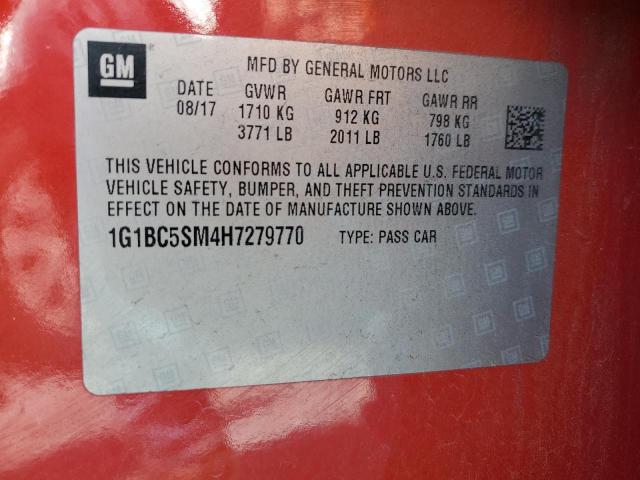 GM
MFD BY GENERAL MOTORS LLC
DATE GVWR GAWR FRT GAWR RR
08/17 1710 KG 912 KG 798 KG
3771 LB 2011 LB 1760 LB
THIS VEHICLE CONFORMS TO ALL APPLICABLE U.S. FEDERAL MOTOR
VEHICLE SAFETY, BUMPER, AND THEFT PREVENTION STANDARDS IN
EFFECT ON THE DATE OF MANUFACTURE SHOWN ABOVE.
1G1BC5SM4H7279770 TYPE: PASS CAR